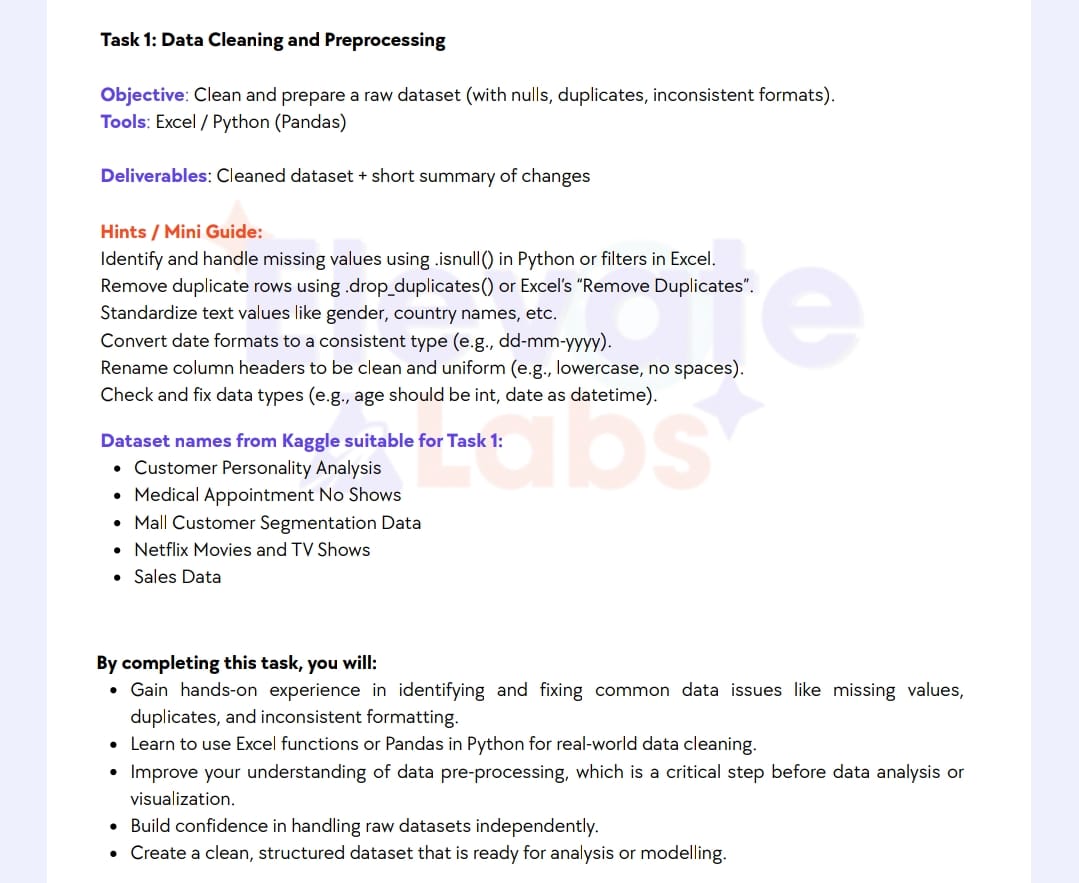 Task 1: Data Cleaning and Preprocessing
Objective: Clean and prepare a raw dataset (with nulls, duplicates, inconsistent formats).
Tools: Excel / Python (Pandas)
Deliverables: Cleaned dataset + short summary of changes
Hints / Mini Guide:
Identify and handle missing values using .isnull() in Python or filters in Excel.
Remove duplicate rows using .drop_duplicates() or Excel’s “Remove Duplicates”.
Standardize text values like gender, country names, etc.
Convert date formats to a consistent type (e.g., dd-mm-yyyy).
Rename column headers to be clean and uniform (e.g., lowercase, no spaces).
Check and fix data types (e.g., age should be int, date as datetime).
Dataset names from Kaggle suitable for Task 1:
• Customer Personality Analysis
• Medical Appointment No Shows
• Mall Customer Segmentation Data
• Netflix Movies and TV Shows
• Sales Data
By completing this task, you will:
• Gain hands-on experience in identifying and fixing common data issues like missing values,
duplicates, and inconsistent formatting.
• Learn to use Excel functions or Pandas in Python for real-world data cleaning.
• Improve your understanding of data pre-processing, which is a critical step before data analysis or
visualization.
• Build confidence in handling raw datasets independently.
• Create a clean, structured dataset that is ready for analysis or modelling.
Elevate
Labs